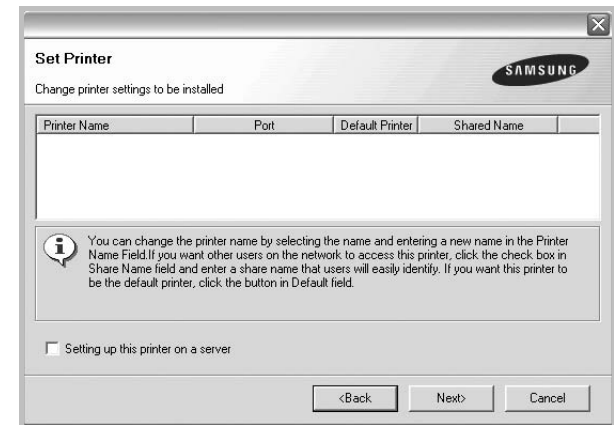 Set Printer
Change printer settings to be installed
SAMSUNG
Printer Name Port Default Printer Shared Name
You can change the printer name by selecting the name and entering a new name in the Printer
Name Field.If you want other users on the network to access this printer, click the check box in
Share Name field and enter a share name that users will easily identify. If you want this printer to
be the default printer, click the button in Default field.
Setting up this printer on a server
<Back Next> Cancel